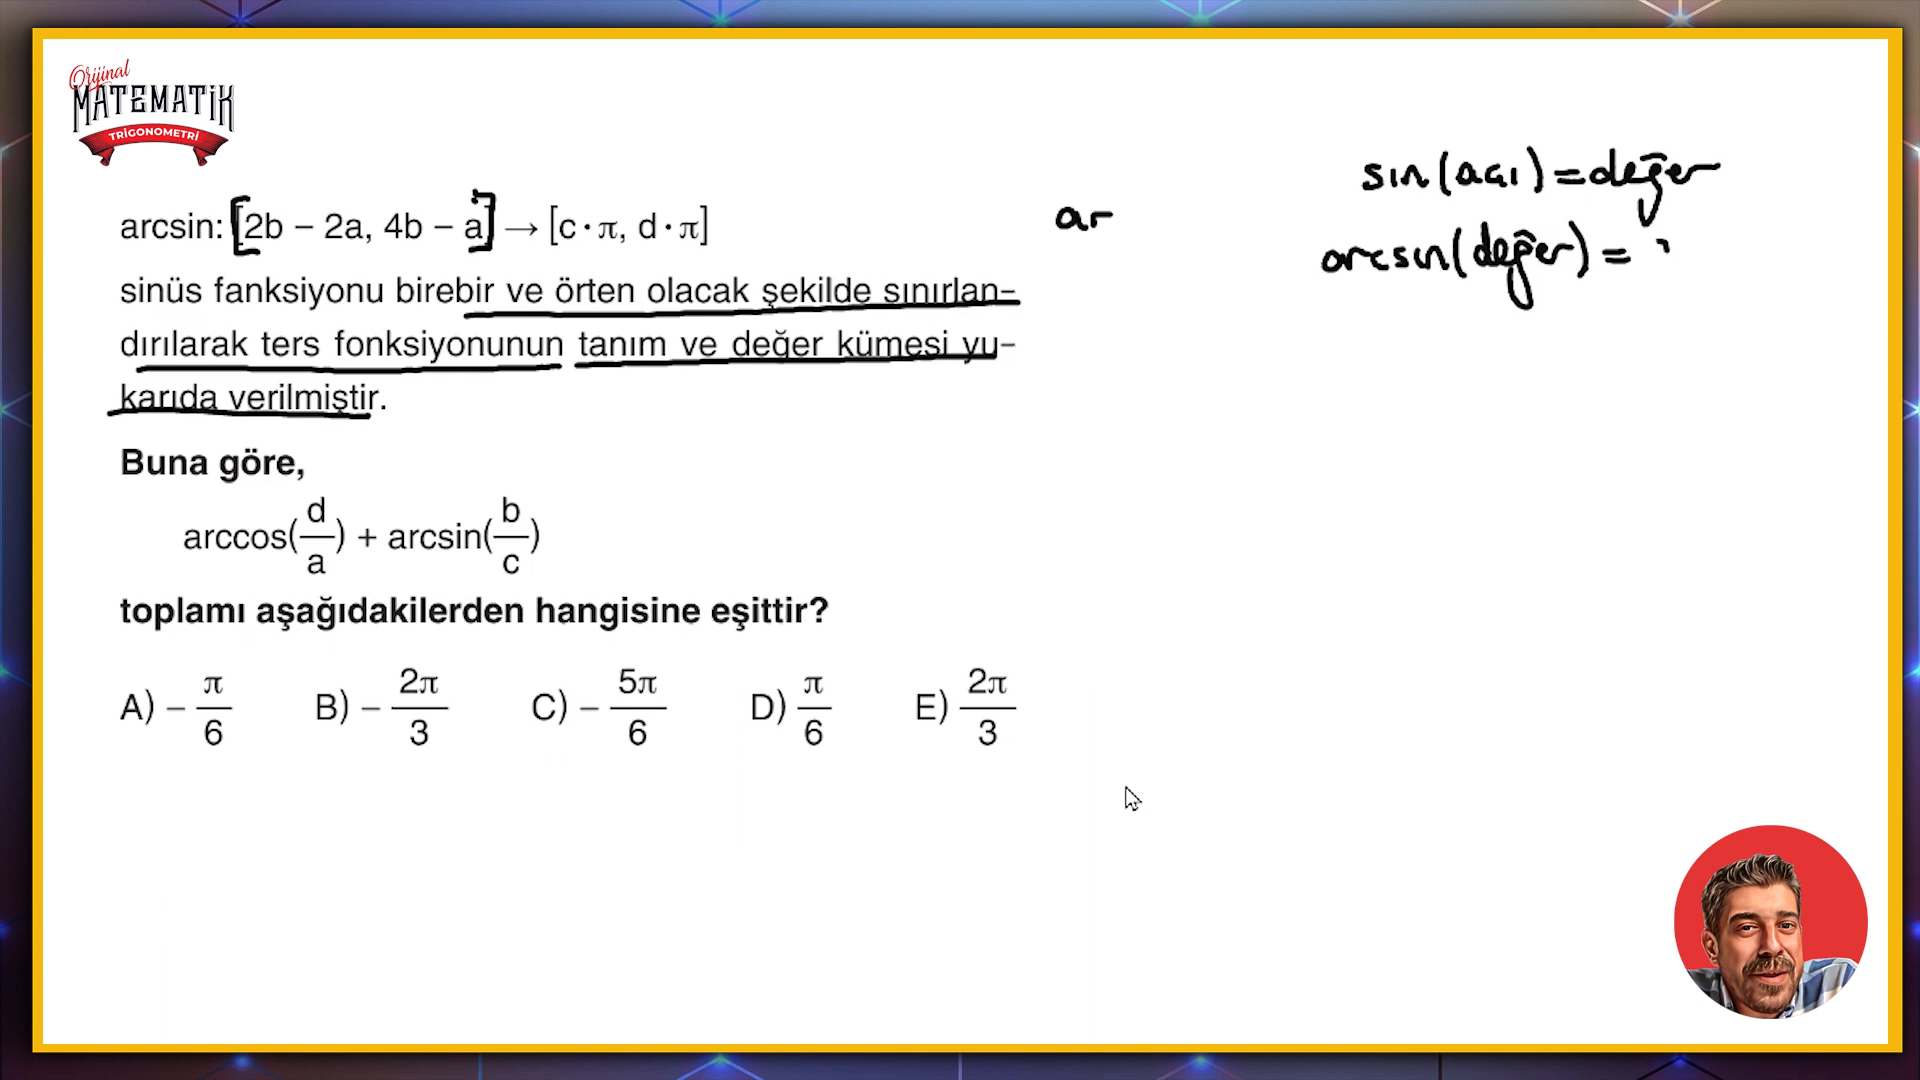 Orijinal
MATEMATİK
TRİGONOMETRİ
arcsin: [2b – 2a, 4b – a] → [c · π, d · π]
sinüs fanksiyonu birebir ve örten olacak şekilde sınırlan-
dırılarak ters fonksiyonunun tanım ve değer kümesi yu-
karıda verilmiştir.
Buna göre,
arccos(d/a) + arcsin(b/c)
toplamı aşağıdakilerden hangisine eşittir?
A) – π/6 B) – 2π/3 C) – 5π/6 D) π/6 E) 2π/3
ar
sın(açı) = değer
arcsın(değer) =